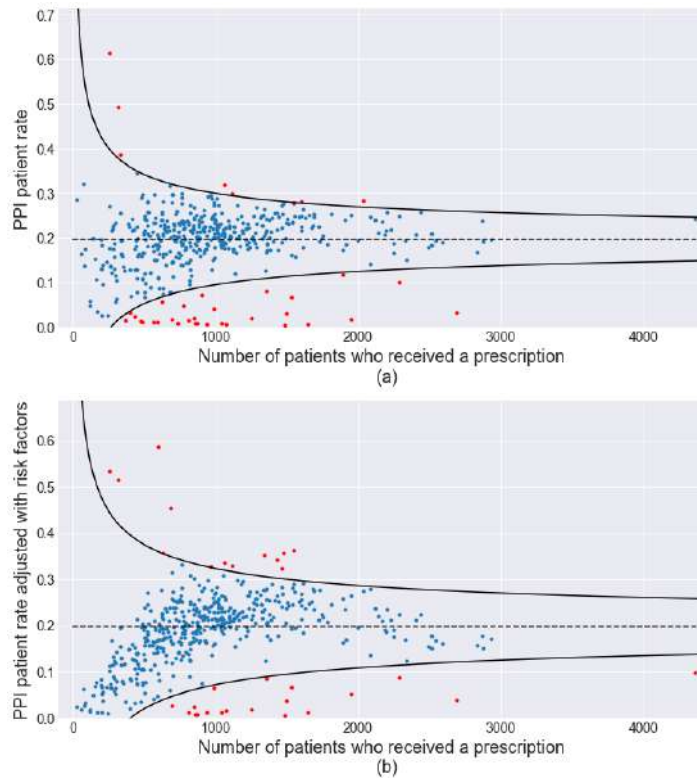 0.7
0.6
0.5
0.4
0.3
0.2
0.1
0.0
PPI patient rate
0 1000 2000 3000 4000
Number of patients who received a prescription
(a)
0.6
0.5
0.4
0.3
0.2
0.1
0.0
PPI patient rate adjusted with risk factors
0 1000 2000 3000 4000
Number of patients who received a prescription
(b)